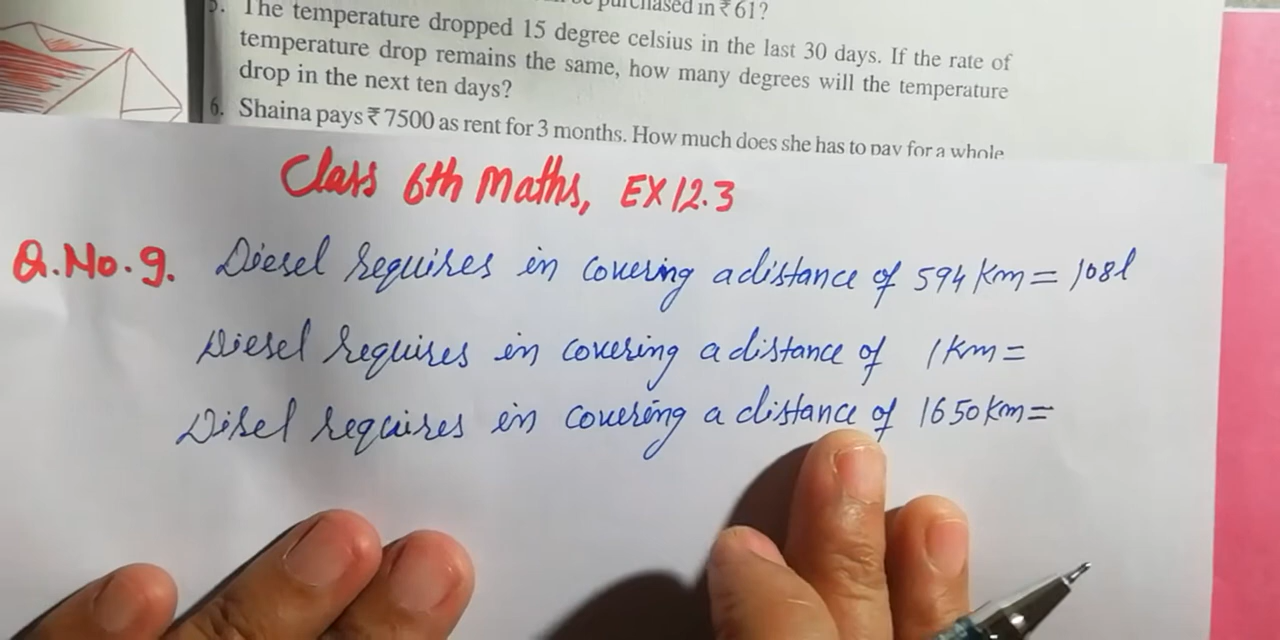 purchased in ₹ 61?
5. The temperature dropped 15 degree celsius in the last 30 days. If the rate of
temperature drop remains the same, how many degrees will the temperature
drop in the next ten days?
6. Shaina pays ₹ 7500 as rent for 3 months. How much does she has to pay for a whole
Class 6th Maths, EX 12.3
Q.No.9. Diesel requires in covering a distance of 594 Km = 108l
Diesel requires in covering a distance of 1 Km =
Disel requires in covering a distance of 1650 Km =